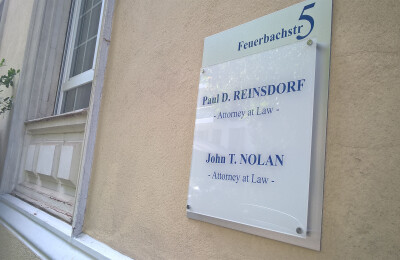 Feuerbachstr 5
Paul D. REINSDORF
- Attorney at Law -
John T. NOLAN
- Attorney at Law -